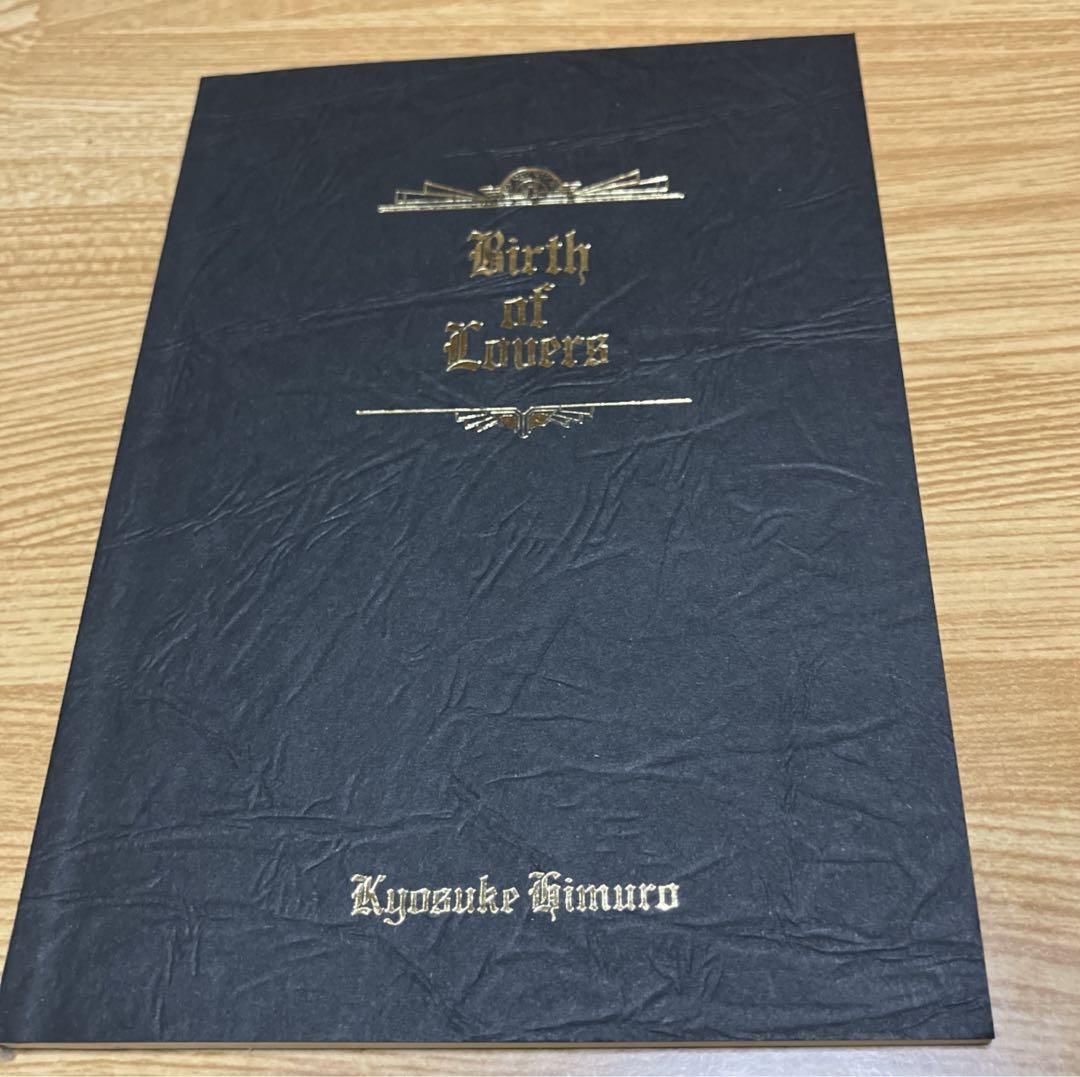 Birth
of
Lovers
Kyosuke Himuro